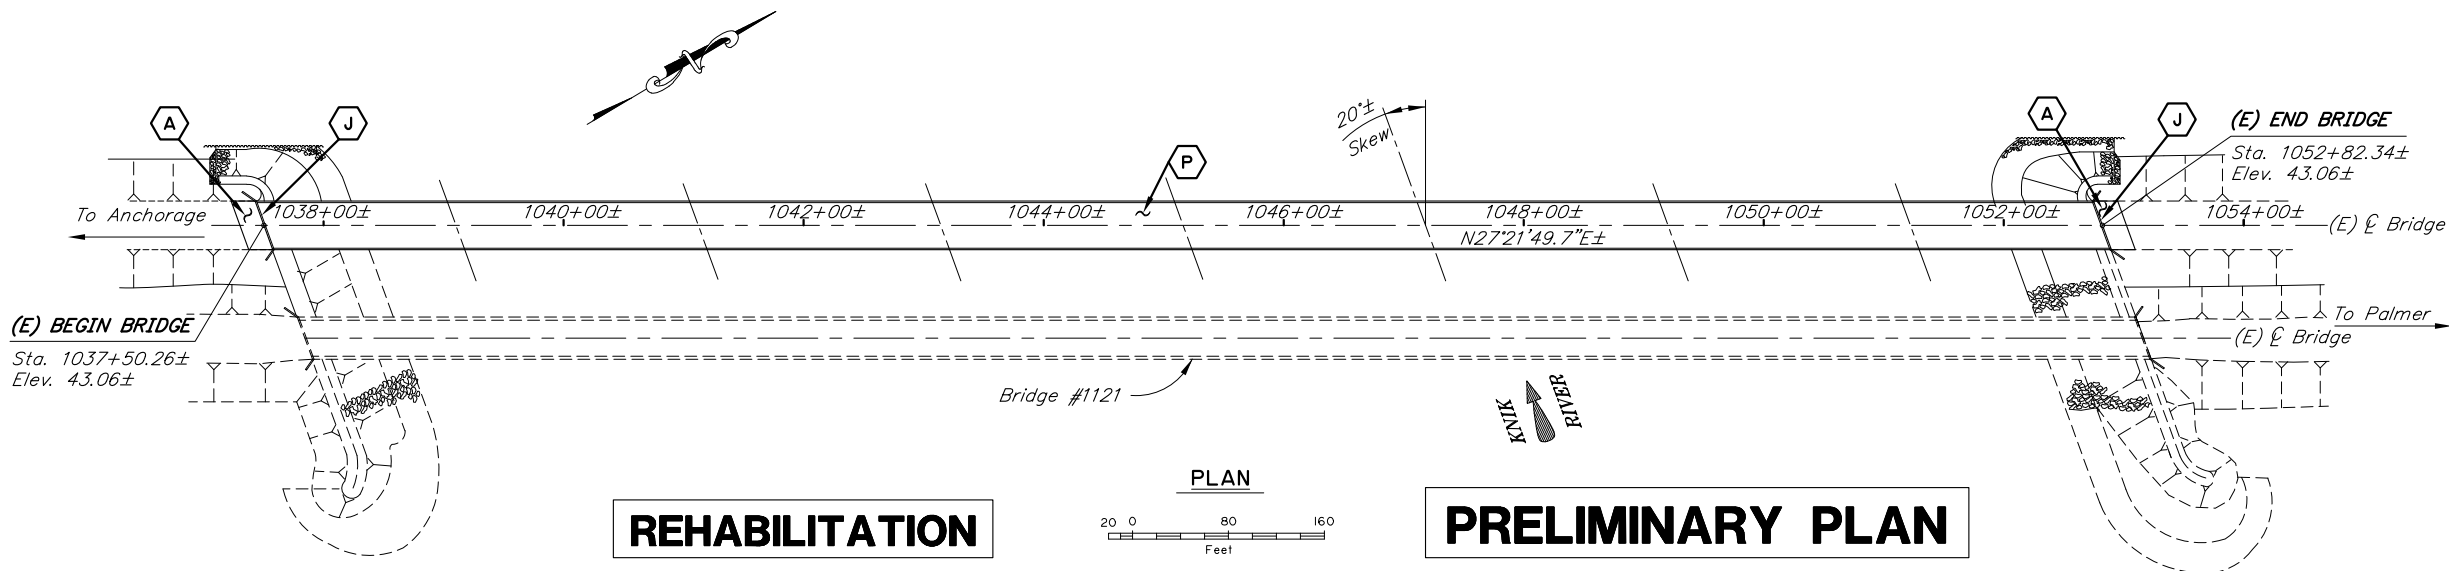 N
A
J
20°±
Skew
P
A
J
(E) END BRIDGE
Sta. 1052+82.34±
Elev. 43.06±
To Anchorage
1038+00±
1040+00±
1042+00±
1044+00±
1046+00±
1048+00±
1050+00±
1052+00±
1054+00±
(E) ℄ Bridge
N27°21'49.7"E±
(E) BEGIN BRIDGE
Sta. 1037+50.26±
Elev. 43.06±
To Palmer
(E) ℄ Bridge
Bridge #1121
KNIK
RIVER
PLAN
20 0 80 160
Feet
REHABILITATION
PRELIMINARY PLAN